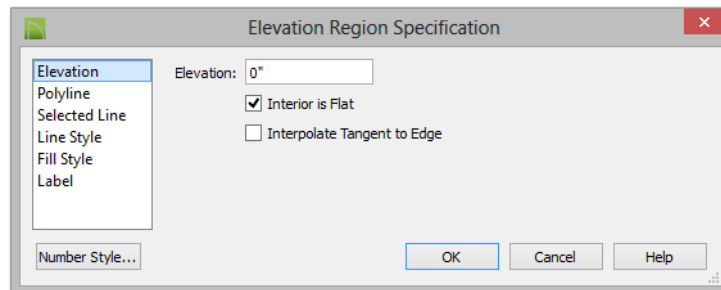 Elevation Region Specification
Elevation
Polyline
Selected Line
Line Style
Fill Style
Label
Elevation: 0"
Interior is Flat
Interpolate Tangent to Edge
Number Style...
OK Cancel Help